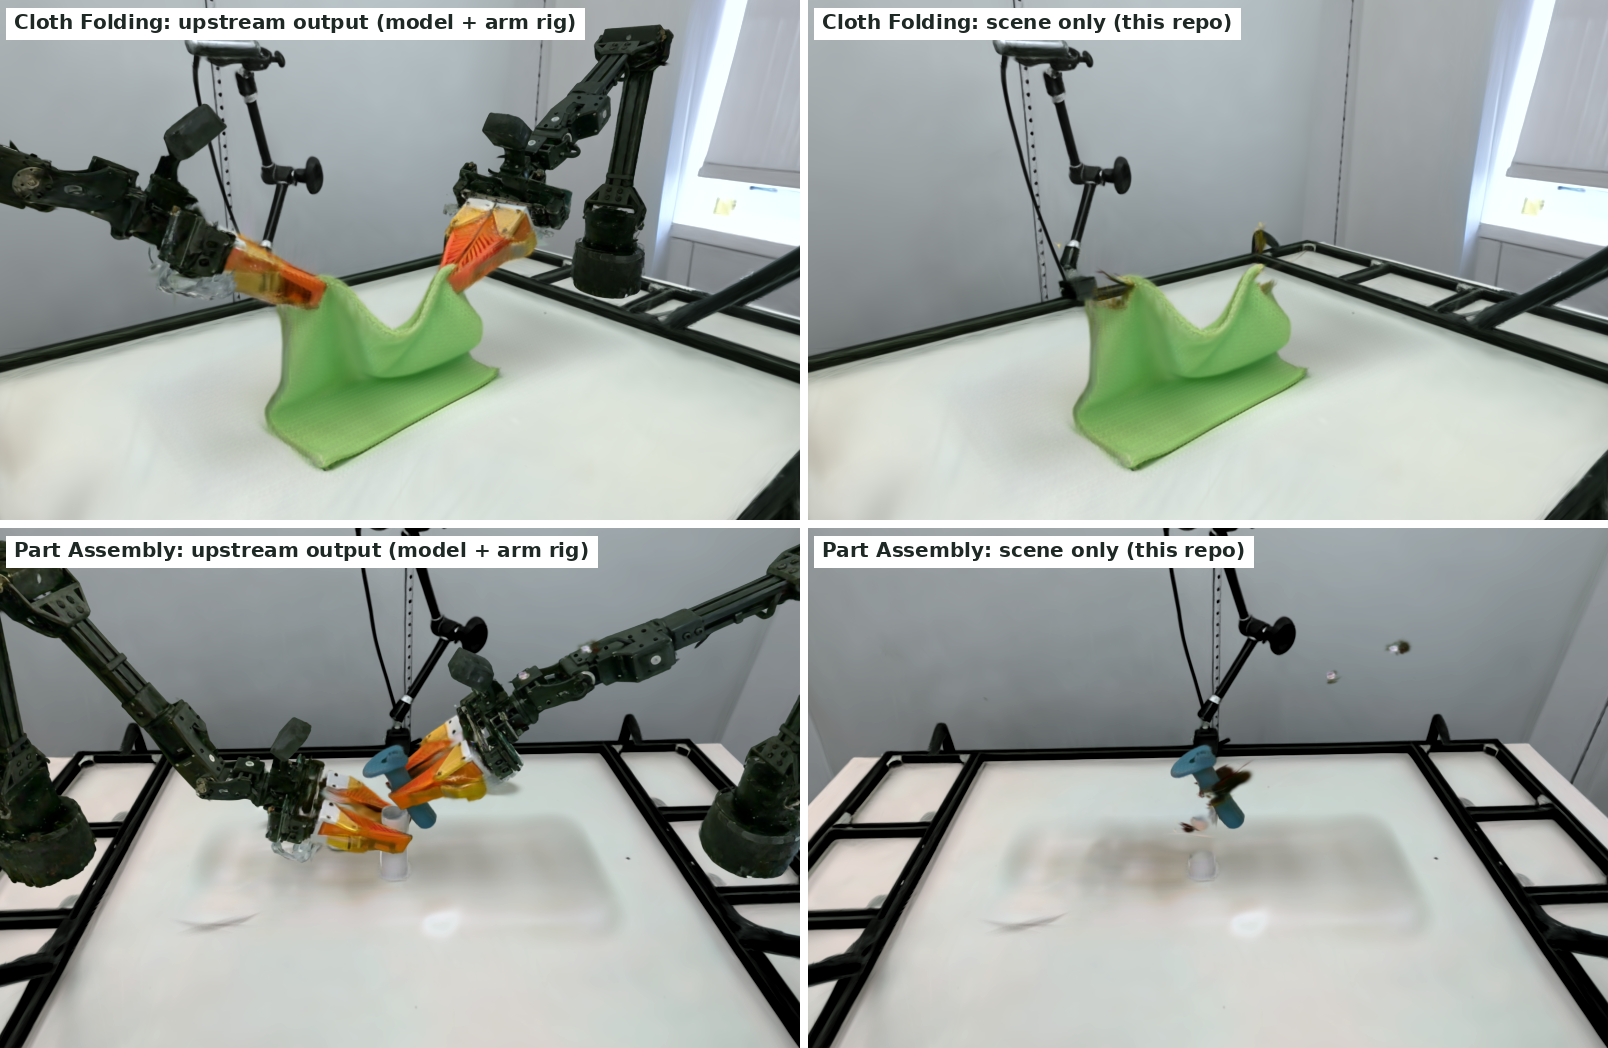 Cloth Folding: upstream output (model + arm rig)
Cloth Folding: scene only (this repo)
Part Assembly: upstream output (model + arm rig)
Part Assembly: scene only (this repo)